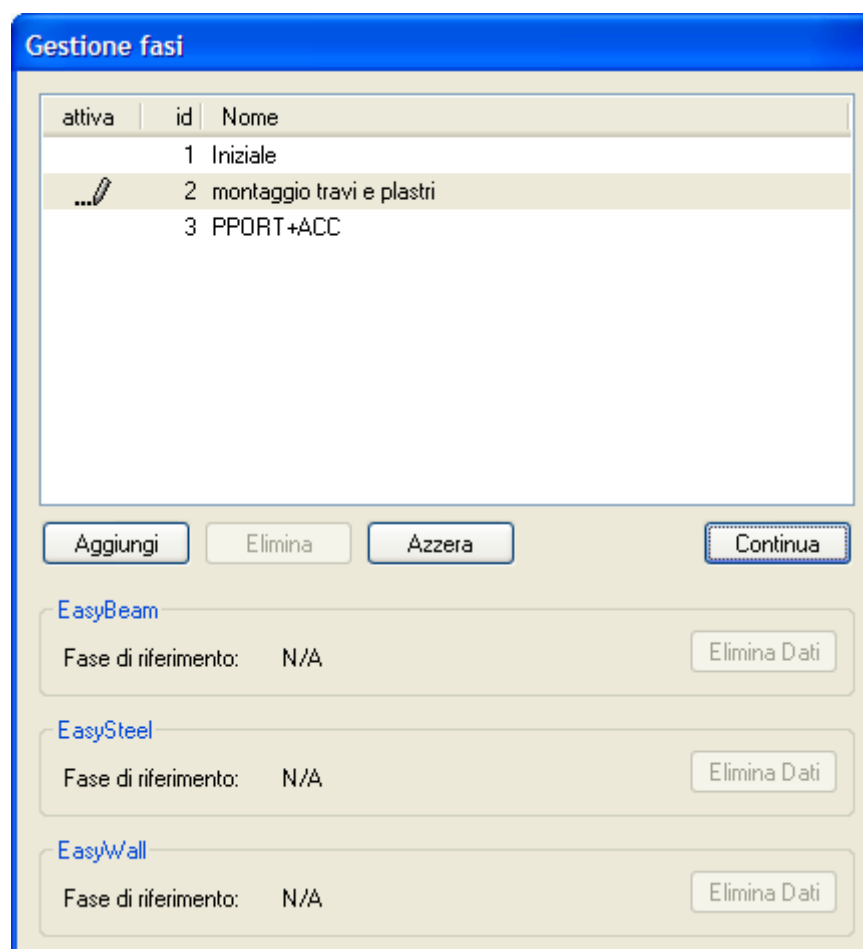 Gestione fasi
attiva id Nome
1 Iniziale
2 montaggio travi e plastri
3 PPORT+ACC
Aggiungi Elimina Azzera Continua
EasyBeam
Fase di riferimento: N/A Elimina Dati
EasySteel
Fase di riferimento: N/A Elimina Dati
EasyWall
Fase di riferimento: N/A Elimina Dati